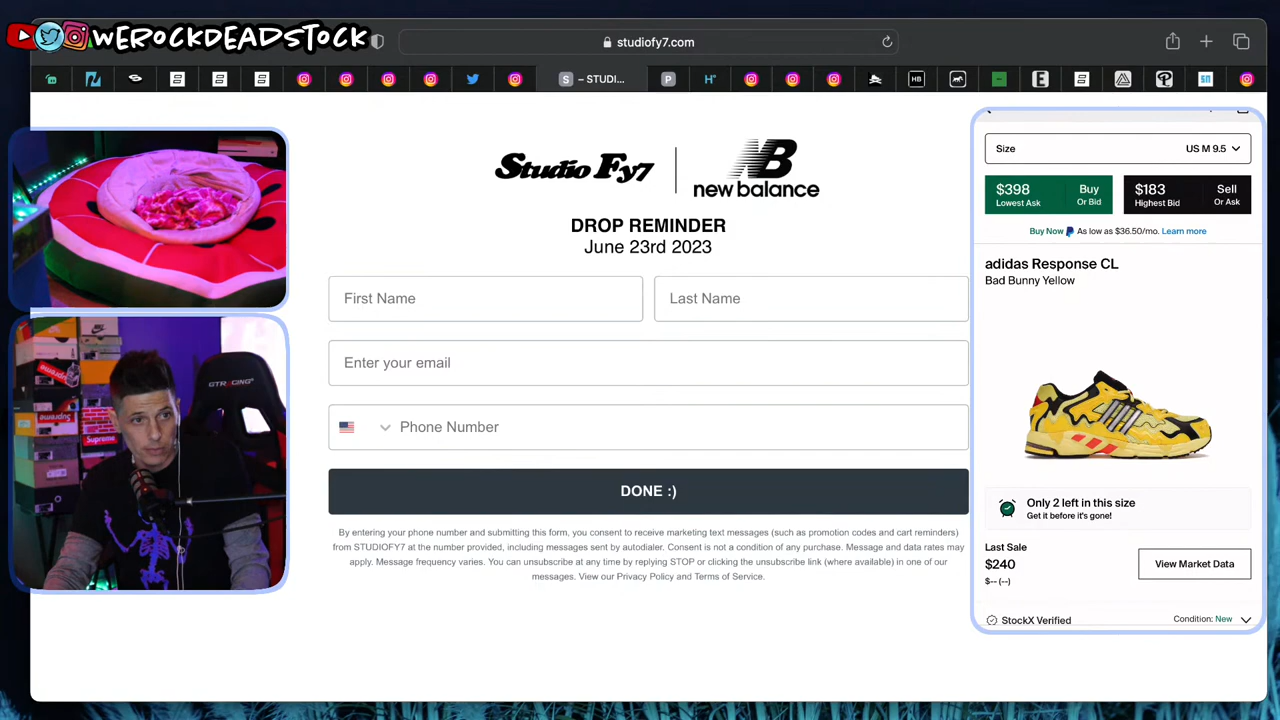 WEROCKDEADSTOCK
studiofy7.com
S – STUDI...
Studio Fy7
NB
new balance
DROP REMINDER
June 23rd 2023
First Name
Last Name
Enter your email
Phone Number
DONE :)
By entering your phone number and submitting this form, you consent to receive marketing text messages (such as promotion codes and cart reminders)
from STUDIOFY7 at the number provided, including messages sent by autodialer. Consent is not a condition of any purchase. Message and data rates may
apply. Message frequency varies. You can unsubscribe at any time by replying STOP or clicking the unsubscribe link (where available) in one of our
messages. View our Privacy Policy and Terms of Service.
Size
US M 9.5
$398
Buy
Lowest Ask
Or Bid
$183
Sell
Highest Bid
Or Ask
Buy Now
As low as $36.50/mo. Learn more
adidas Response CL
Bad Bunny Yellow
Only 2 left in this size
Get it before it's gone!
Last Sale
$240
$-- (--)
View Market Data
StockX Verified
Condition: New
GTRACING
Supreme